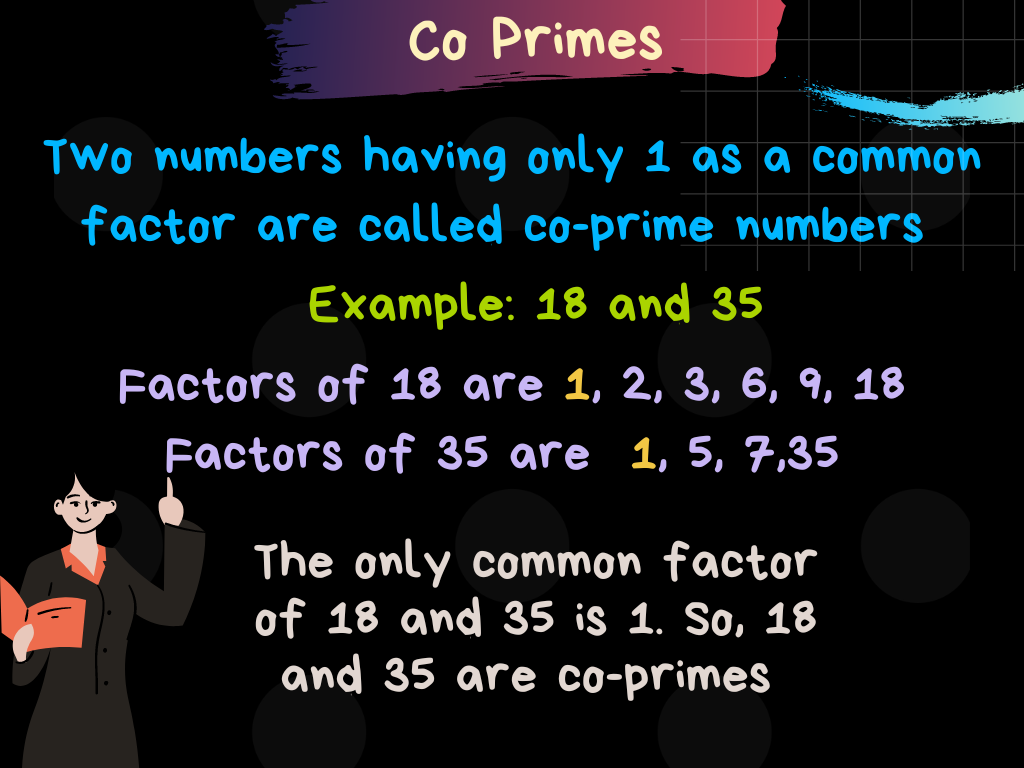 Co Primes
Two numbers having only 1 as a common
factor are called co-prime numbers
Example: 18 and 35
Factors of 18 are 1, 2, 3, 6, 9, 18
Factors of 35 are 1, 5, 7,35
The only common factor
of 18 and 35 is 1. So, 18
and 35 are co-primes